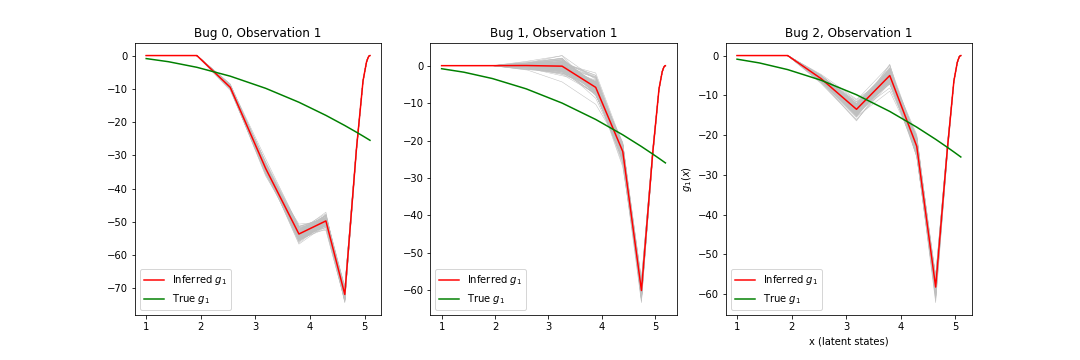 Bug 0, Observation 1
0
−10
−20
−30
−40
−50
−60
−70
1 2 3 4 5
Inferred g₁
True g₁
Bug 1, Observation 1
0
−10
−20
−30
−40
−50
−60
1 2 3 4 5
Inferred g₁
True g₁
Bug 2, Observation 1
g₁(x)
0
−10
−20
−30
−40
−50
−60
1 2 3 4 5
x (latent states)
Inferred g₁
True g₁